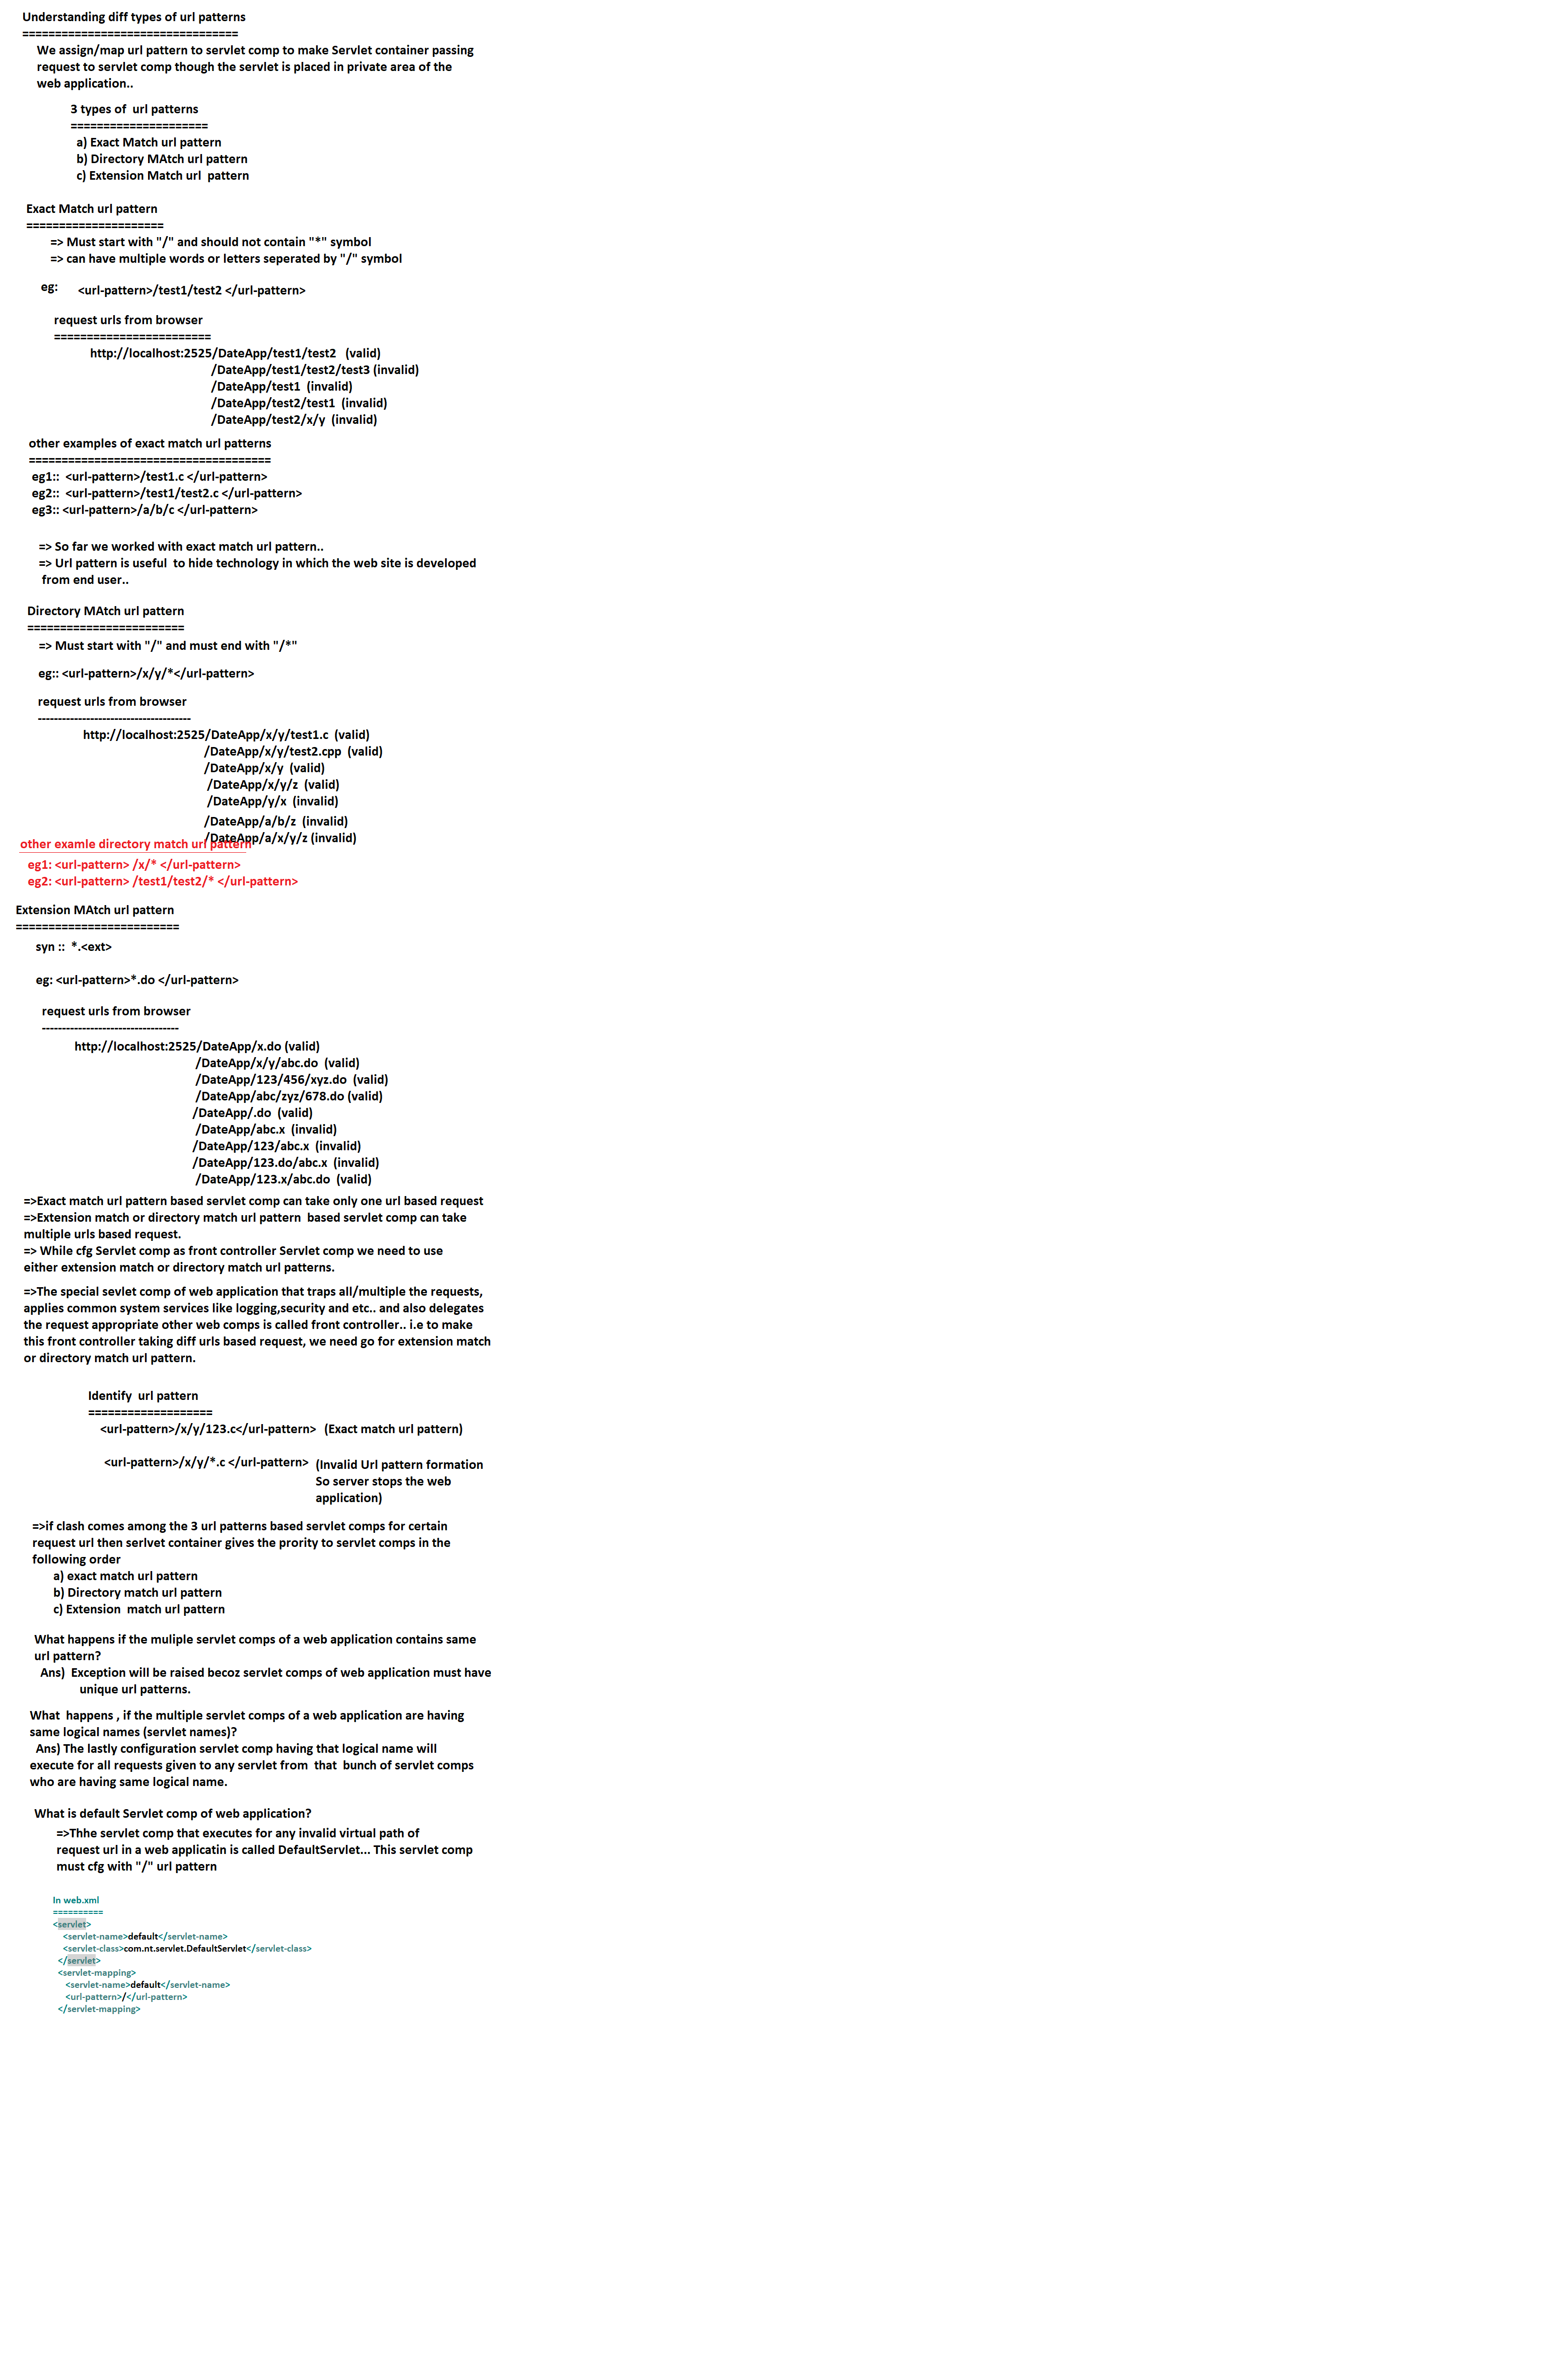 Understanding diff types of url patterns
=================================
We assign/map url pattern to servlet comp to make Servlet container passing
request to servlet comp though the servlet is placed in private area of the
web application..
3 types of  url patterns
=====================
a) Exact Match url pattern
b) Directory MAtch url pattern
c) Extension Match url  pattern
Exact Match url pattern
=====================
=> Must start with "/" and should not contain "*" symbol
=> can have multiple words or letters seperated by "/" symbol
eg: <url-pattern>/test1/test2 </url-pattern>
request urls from browser
========================
http://localhost:2525/DateApp/test1/test2   (valid)
/DateApp/test1/test2/test3 (invalid)
/DateApp/test1  (invalid)
/DateApp/test2/test1  (invalid)
/DateApp/test2/x/y  (invalid)
other examples of exact match url patterns
=====================================
eg1::  <url-pattern>/test1.c </url-pattern>
eg2::  <url-pattern>/test1/test2.c </url-pattern>
eg3:: <url-pattern>/a/b/c </url-pattern>
=> So far we worked with exact match url pattern..
=> Url pattern is useful  to hide technology in which the web site is developed
from end user..
Directory MAtch url pattern
========================
=> Must start with "/" and must end with "/*"
eg:: <url-pattern>/x/y/*</url-pattern>
request urls from browser
--------------------------------------
http://localhost:2525/DateApp/x/y/test1.c  (valid)
/DateApp/x/y/test2.cpp  (valid)
/DateApp/x/y  (valid)
/DateApp/x/y/z  (valid)
/DateApp/y/x  (invalid)
/DateApp/a/b/z  (invalid)
/DateApp/a/x/y/z (invalid)
other examle directory match url pattern
eg1: <url-pattern> /x/* </url-pattern>
eg2: <url-pattern> /test1/test2/* </url-pattern>
Extension MAtch url pattern
=========================
syn ::  *.<ext>
eg: <url-pattern>*.do </url-pattern>
request urls from browser
----------------------------------
http://localhost:2525/DateApp/x.do (valid)
/DateApp/x/y/abc.do  (valid)
/DateApp/123/456/xyz.do  (valid)
/DateApp/abc/zyz/678.do (valid)
/DateApp/.do  (valid)
/DateApp/abc.x  (invalid)
/DateApp/123/abc.x  (invalid)
/DateApp/123.do/abc.x  (invalid)
/DateApp/123.x/abc.do  (valid)
=>Exact match url pattern based servlet comp can take only one url based request
=>Extension match or directory match url pattern  based servlet comp can take
multiple urls based request.
=> While cfg Servlet comp as front controller Servlet comp we need to use
either extension match or directory match url patterns.
=>The special sevlet comp of web application that traps all/multiple the requests,
applies common system services like logging,security and etc.. and also delegates
the request appropriate other web comps is called front controller.. i.e to make
this front controller taking diff urls based request, we need go for extension match
or directory match url pattern.
Identify  url pattern
===================
<url-pattern>/x/y/123.c</url-pattern>   (Exact match url pattern)
<url-pattern>/x/y/*.c </url-pattern>  (Invalid Url pattern formation
So server stops the web
application)
=>if clash comes among the 3 url patterns based servlet comps for certain
request url then serlvet container gives the prority to servlet comps in the
following order
a) exact match url pattern
b) Directory match url pattern
c) Extension  match url pattern
What happens if the muliple servlet comps of a web application contains same
url pattern?
Ans)  Exception will be raised becoz servlet comps of web application must have
unique url patterns.
What  happens , if the multiple servlet comps of a web application are having
same logical names (servlet names)?
Ans) The lastly configuration servlet comp having that logical name will
execute for all requests given to any servlet from  that  bunch of servlet comps
who are having same logical name.
What is default Servlet comp of web application?
=>Thhe servlet comp that executes for any invalid virtual path of
request url in a web applicatin is called DefaultServlet... This servlet comp
must cfg with "/" url pattern
In web.xml
==========
<servlet>
<servlet-name>default</servlet-name>
<servlet-class>com.nt.servlet.DefaultServlet</servlet-class>
</servlet>
<servlet-mapping>
<servlet-name>default</servlet-name>
<url-pattern>/</url-pattern>
</servlet-mapping>